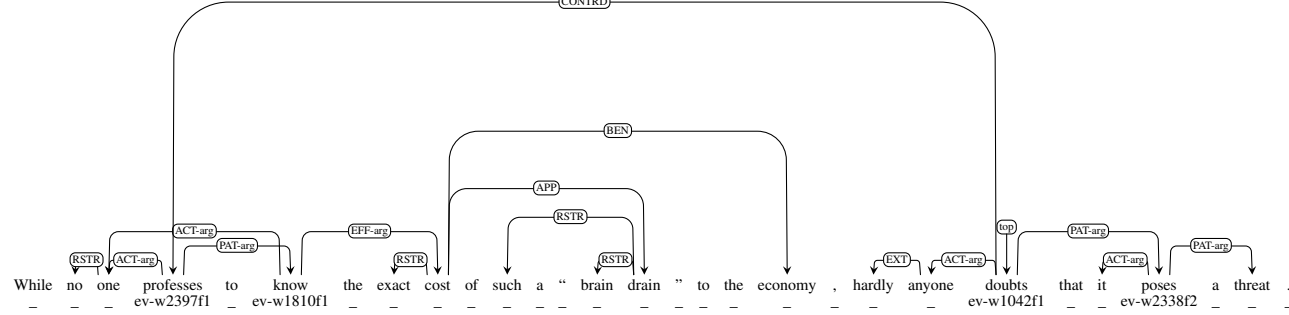 CONTRD
BEN
APP
RSTR
top
ACT-arg EFF-arg PAT-arg
PAT-arg PAT-arg
RSTR ACT-arg RSTR RSTR EXT ACT-arg ACT-arg
While no one professes to know the exact cost of such a “ brain drain ” to the economy , hardly anyone doubts that it poses a threat .
_ _ _ ev-w2397f1 _ ev-w1810f1 _ _ _ _ _ _ _ _ _ _ _ _ _ _ _ _ ev-w1042f1 _ _ ev-w2338f2 _ _ _